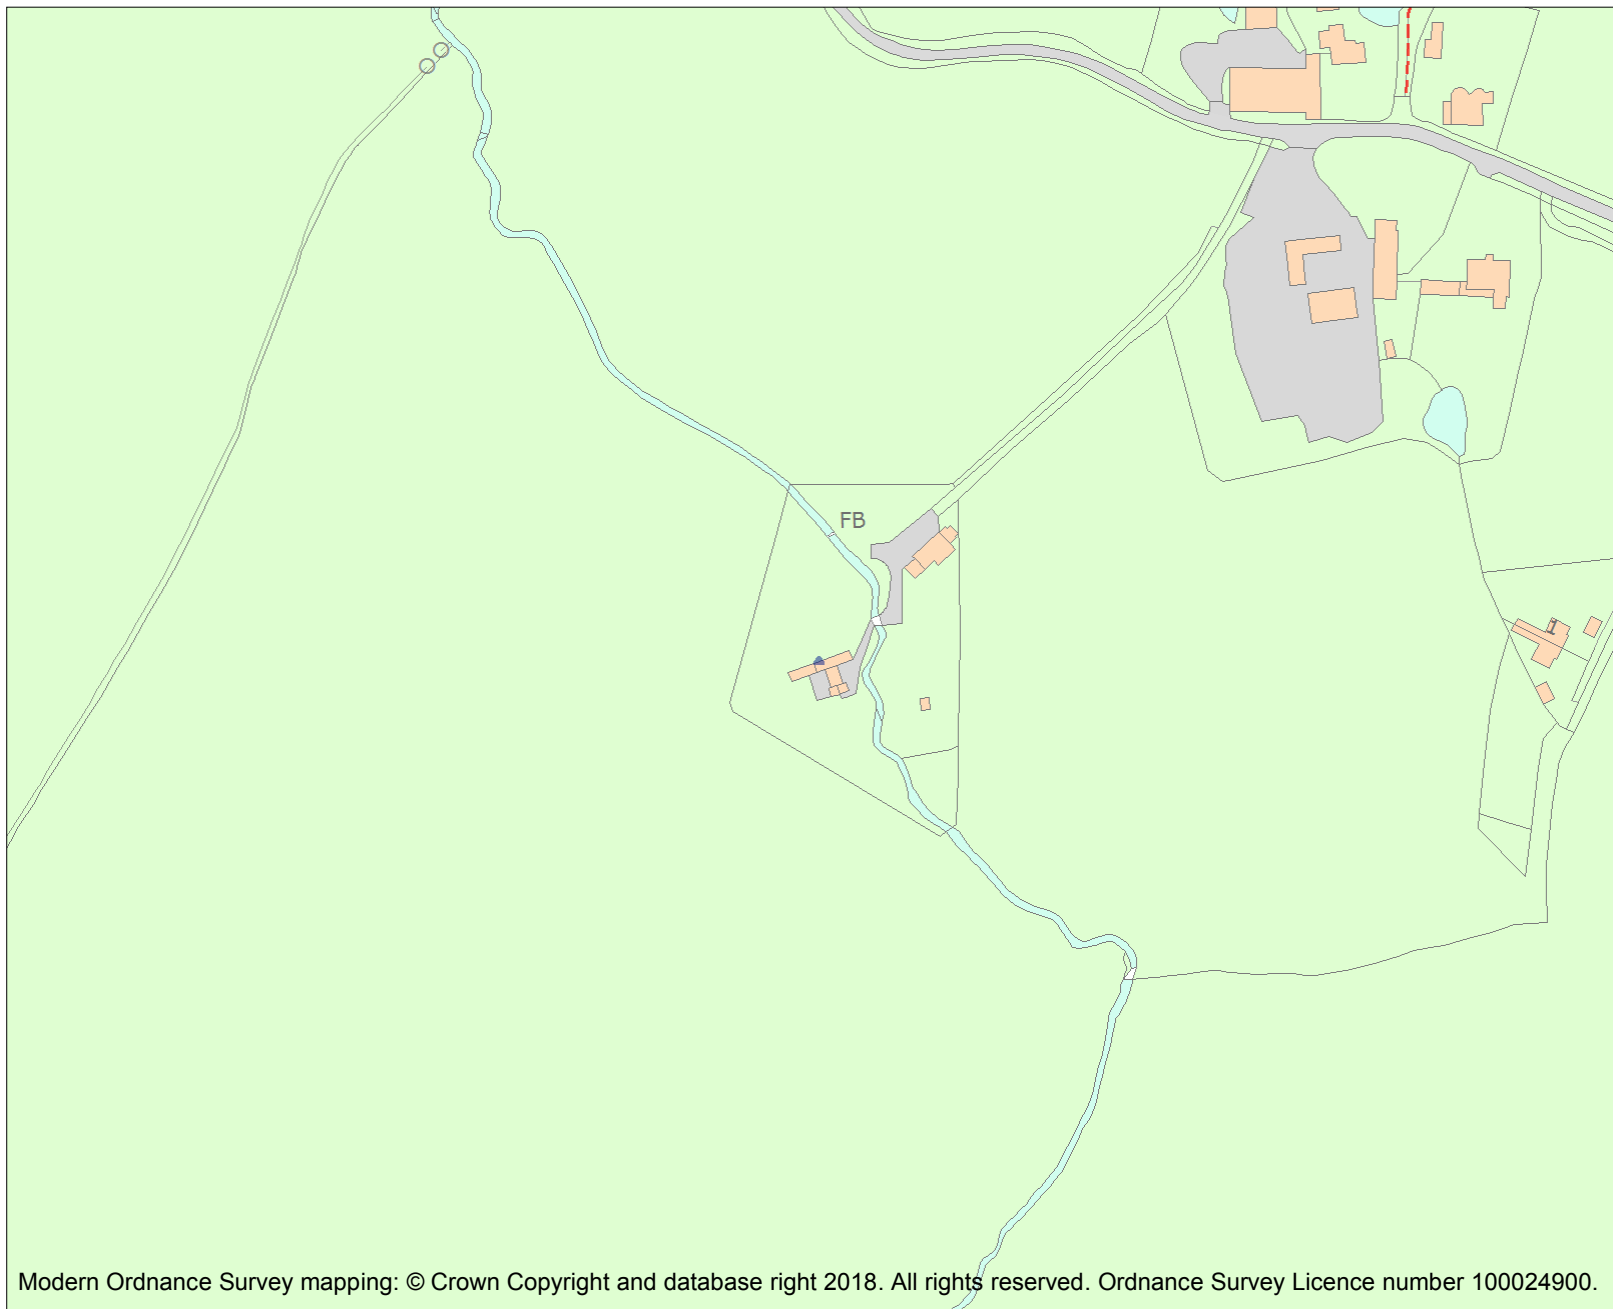 FB
1
Modern Ordnance Survey mapping: © Crown Copyright and database right 2018. All rights reserved. Ordnance Survey Licence number 100024900.